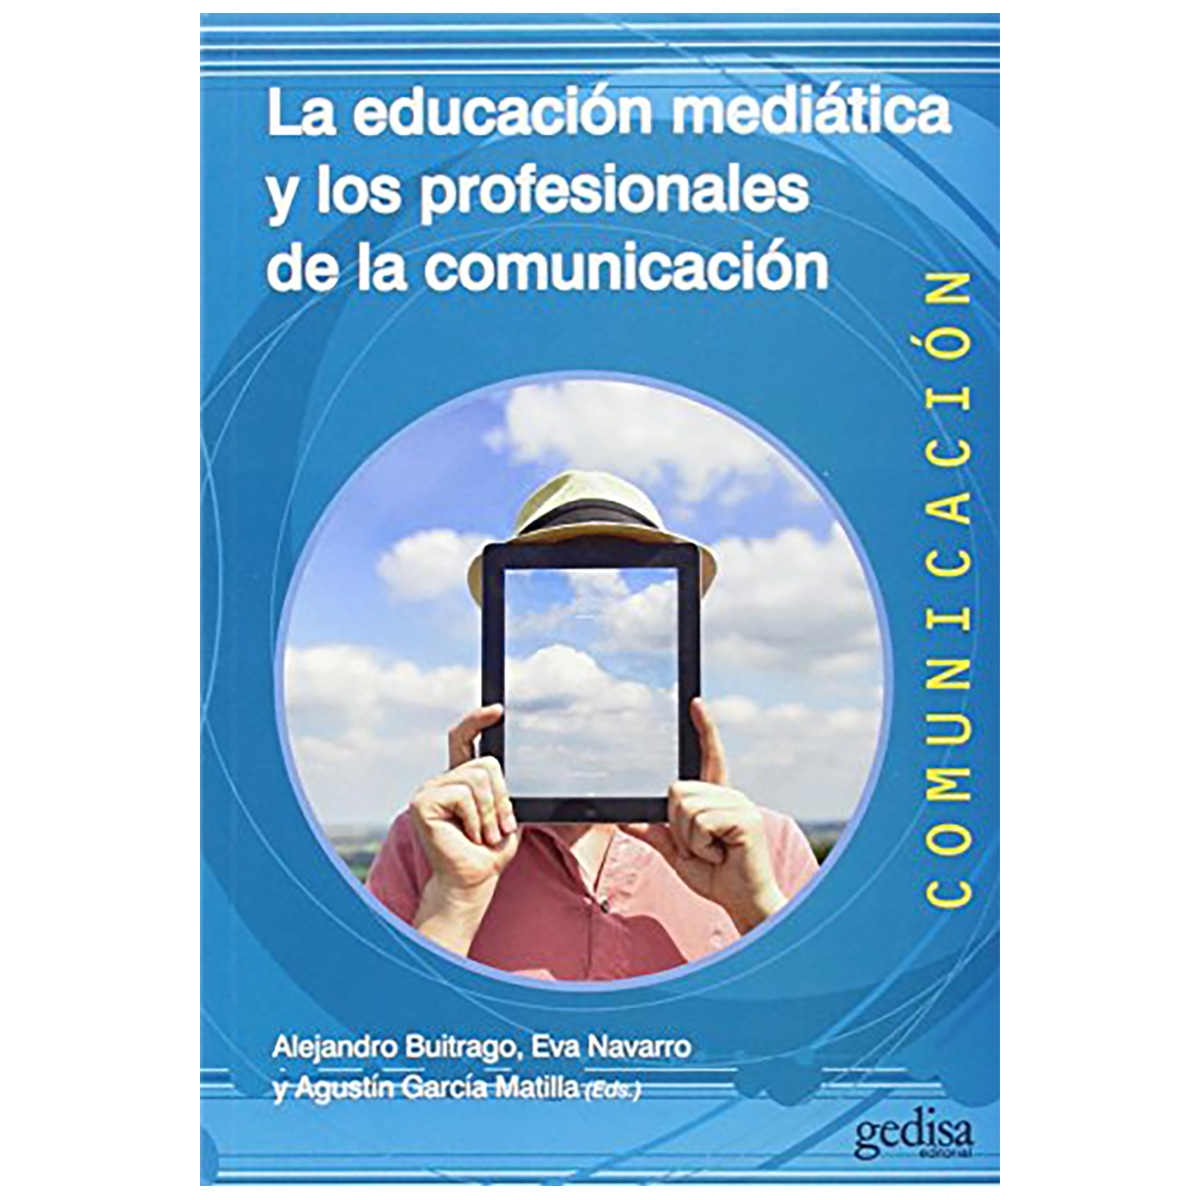 La educación mediática
y los profesionales
de la comunicación
COMUNICACIÓN
Alejandro Buitrago, Eva Navarro
y Agustín García Matilla (Eds.)
gedisa
editorial